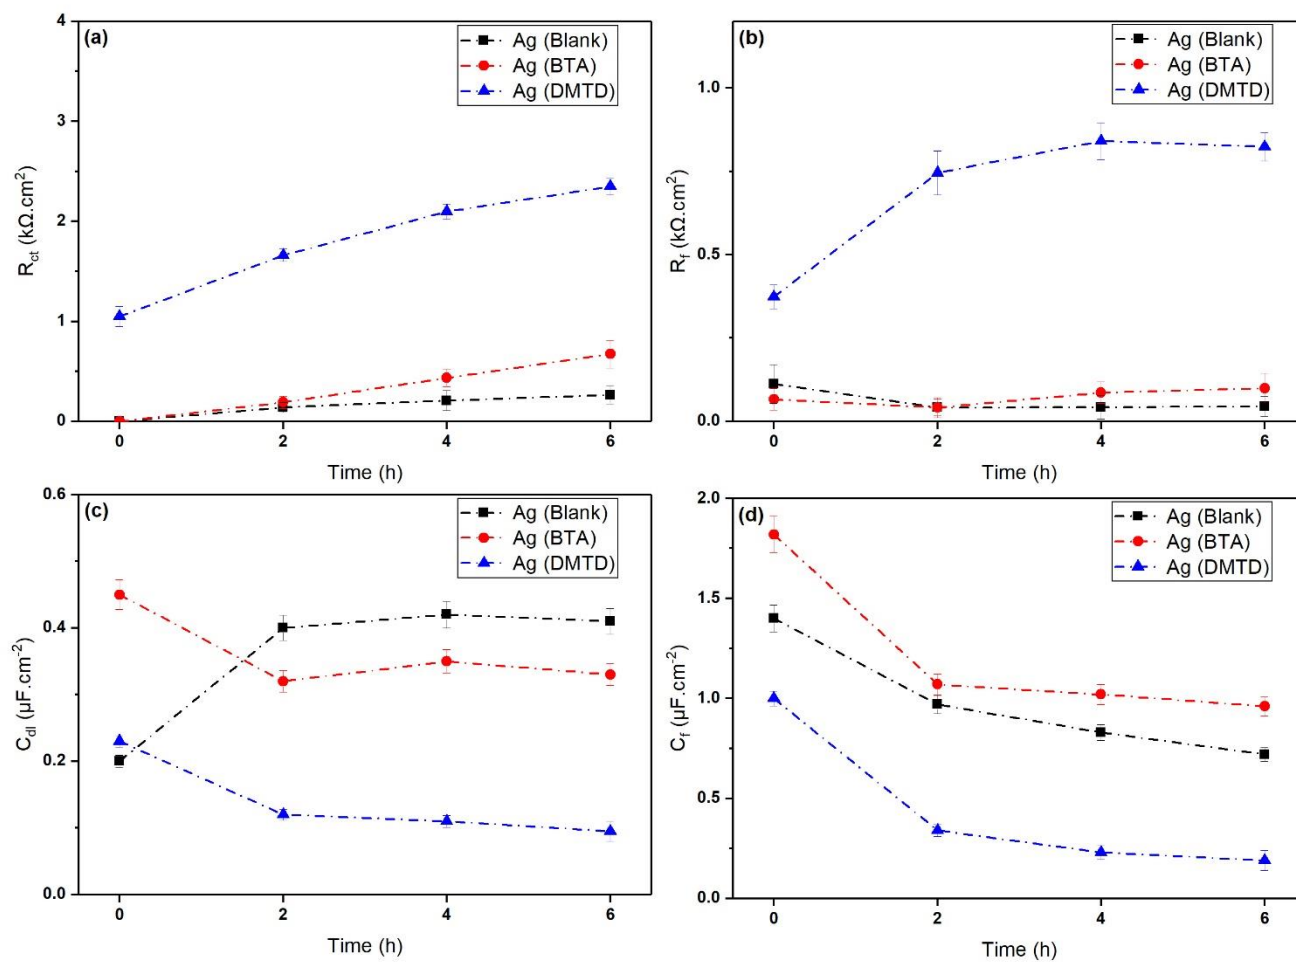 (a)
Ag (Blank)
Ag (BTA)
Ag (DMTD)
4
3
2
1
0
R_ct (kΩ.cm²)
0 2 4 6
Time (h)
(b)
Ag (Blank)
Ag (BTA)
Ag (DMTD)
1.0
0.5
0.0
R_f (kΩ.cm²)
0 2 4 6
Time (h)
(c)
Ag (Blank)
Ag (BTA)
Ag (DMTD)
0.6
0.4
0.2
0.0
C_dl (µF.cm⁻²)
0 2 4 6
Time (h)
(d)
Ag (Blank)
Ag (BTA)
Ag (DMTD)
2.0
1.5
1.0
0.5
0.0
C_f (µF.cm⁻²)
0 2 4 6
Time (h)